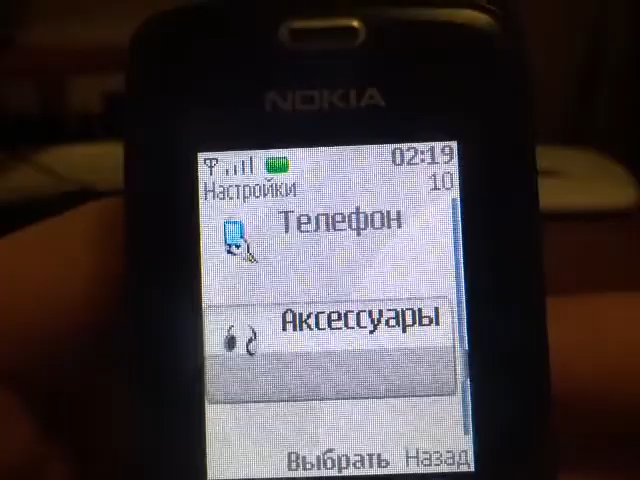 NOKIA
02:19
Настройки 10
Телефон
Аксессуары
Выбрать Назад